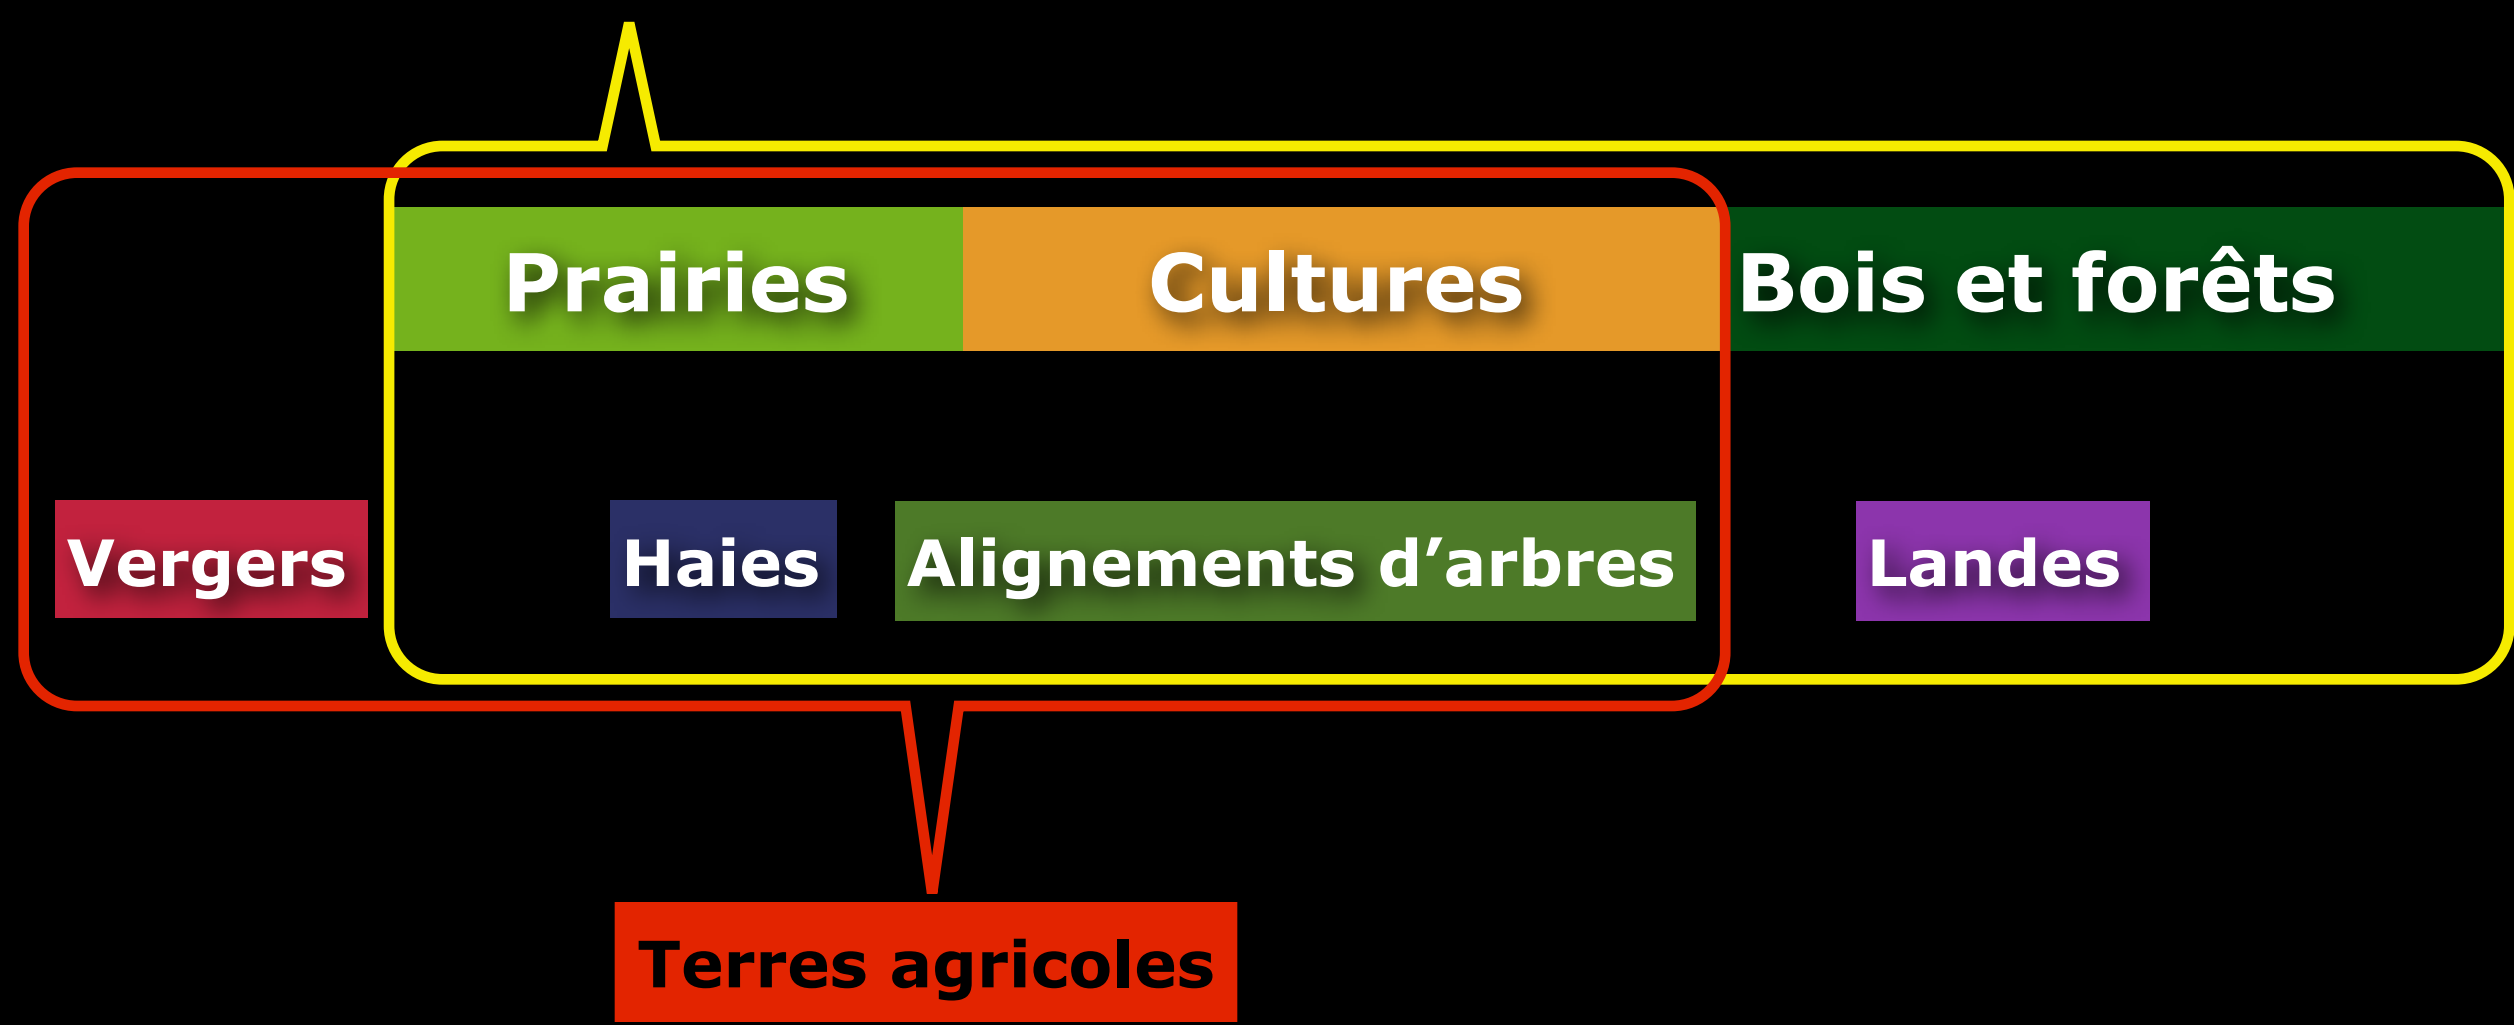 Prairies
Cultures
Bois et forêts
Vergers
Haies
Alignements d’arbres
Landes
Terres agricoles